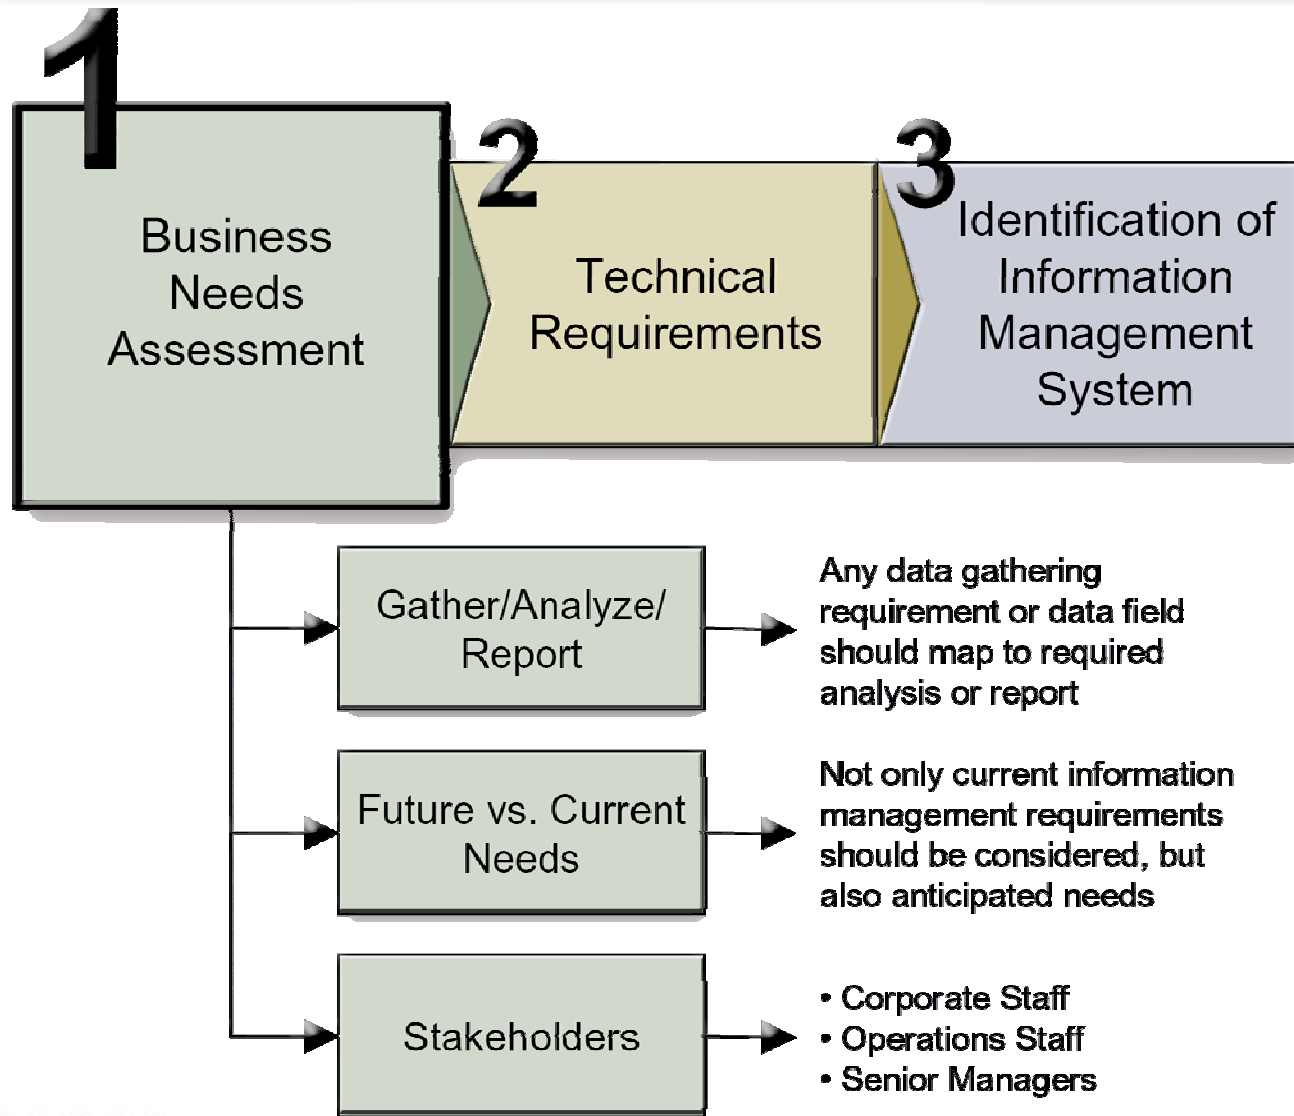 1
Business
Needs
Assessment
2
Technical
Requirements
3
Identification of
Information
Management
System
Gather/Analyze/
Report
Any data gathering
requirement or data field
should map to required
analysis or report
Future vs. Current
Needs
Not only current information
management requirements
should be considered, but
also anticipated needs
Stakeholders
• Corporate Staff
• Operations Staff
• Senior Managers